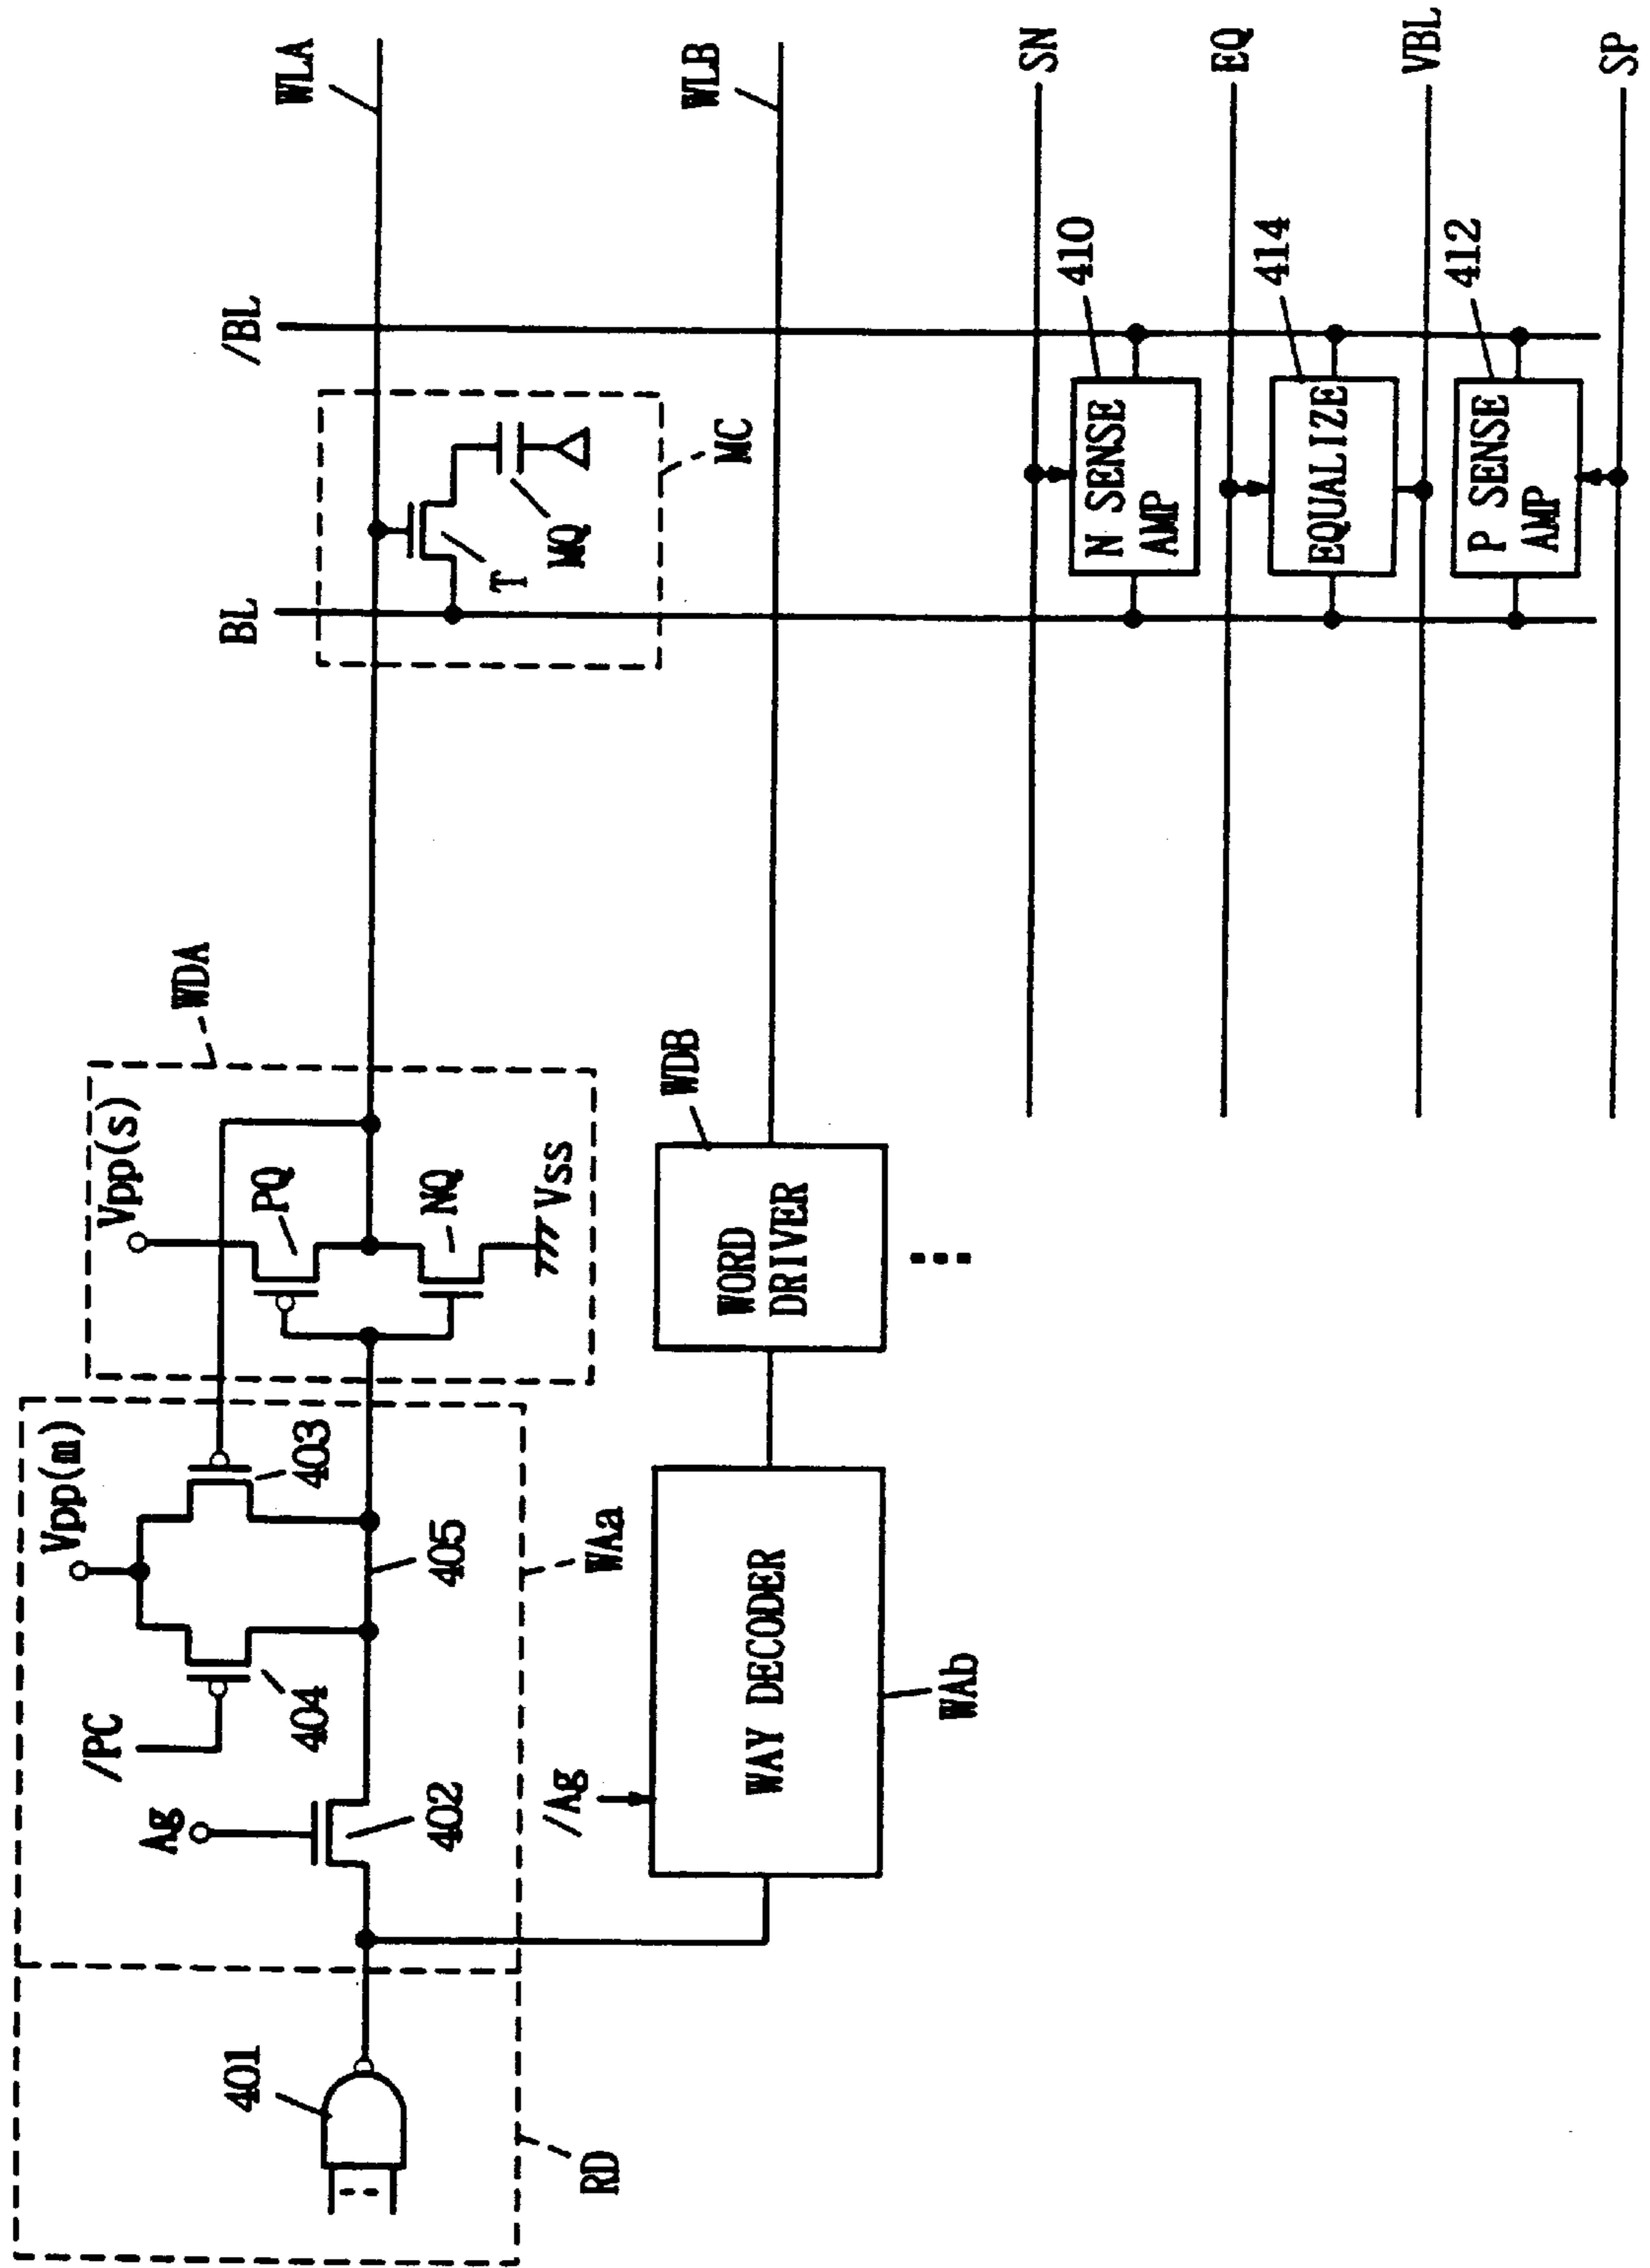 WLA
WLB
SN
EQ
VBL
SP
/BL
BL
MC
MQ
T
410
414
412
N SENSE
AMP
EQUALIZE
P SENSE
AMP
WDA
Vpp(s)
PQ
NQ
Vss
WDB
WORD
DRIVER
Vpp(m)
403
404
405
/PC
Ag
402
WAa
/Ag
WAY DECODER
WAb
401
RD